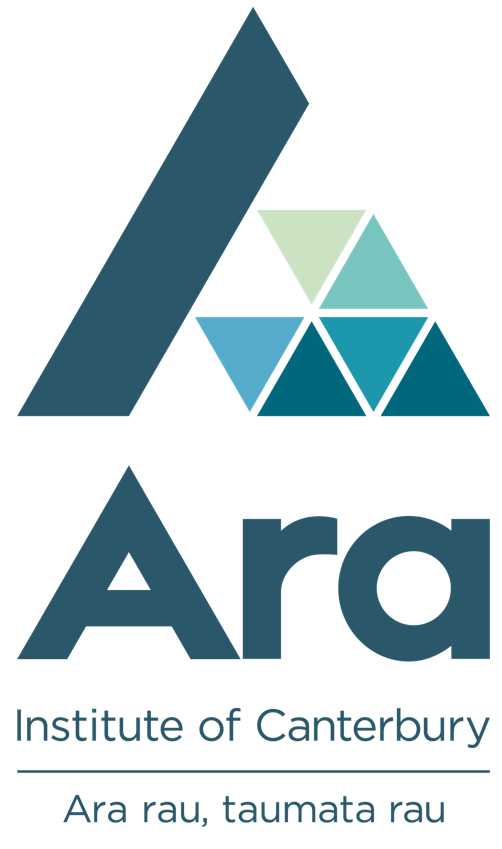 Ara
Institute of Canterbury
Ara rau, taumata rau